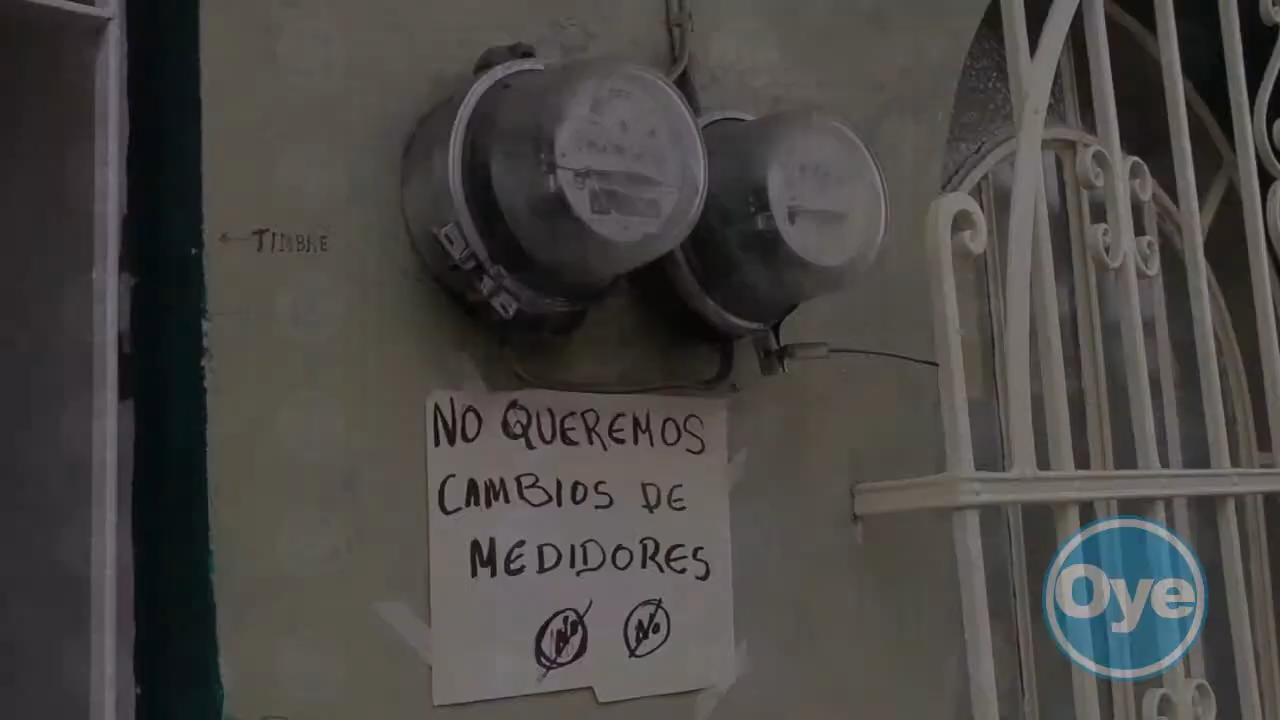 TIMBRE
NO QUEREMOS
CAMBIOS DE
MEDIDORES
No No
Oye